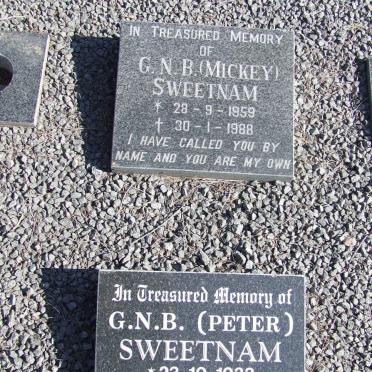 In Treasured Memory
OF
G. N. B. (Mickey)
Sweetnam
* 28 - 9 - 1959
† 30 - 1 - 1988
I HAVE CALLED YOU BY
NAME AND YOU ARE MY OWN
In Treasured Memory of
G.N.B. (PETER)
SWEETNAM